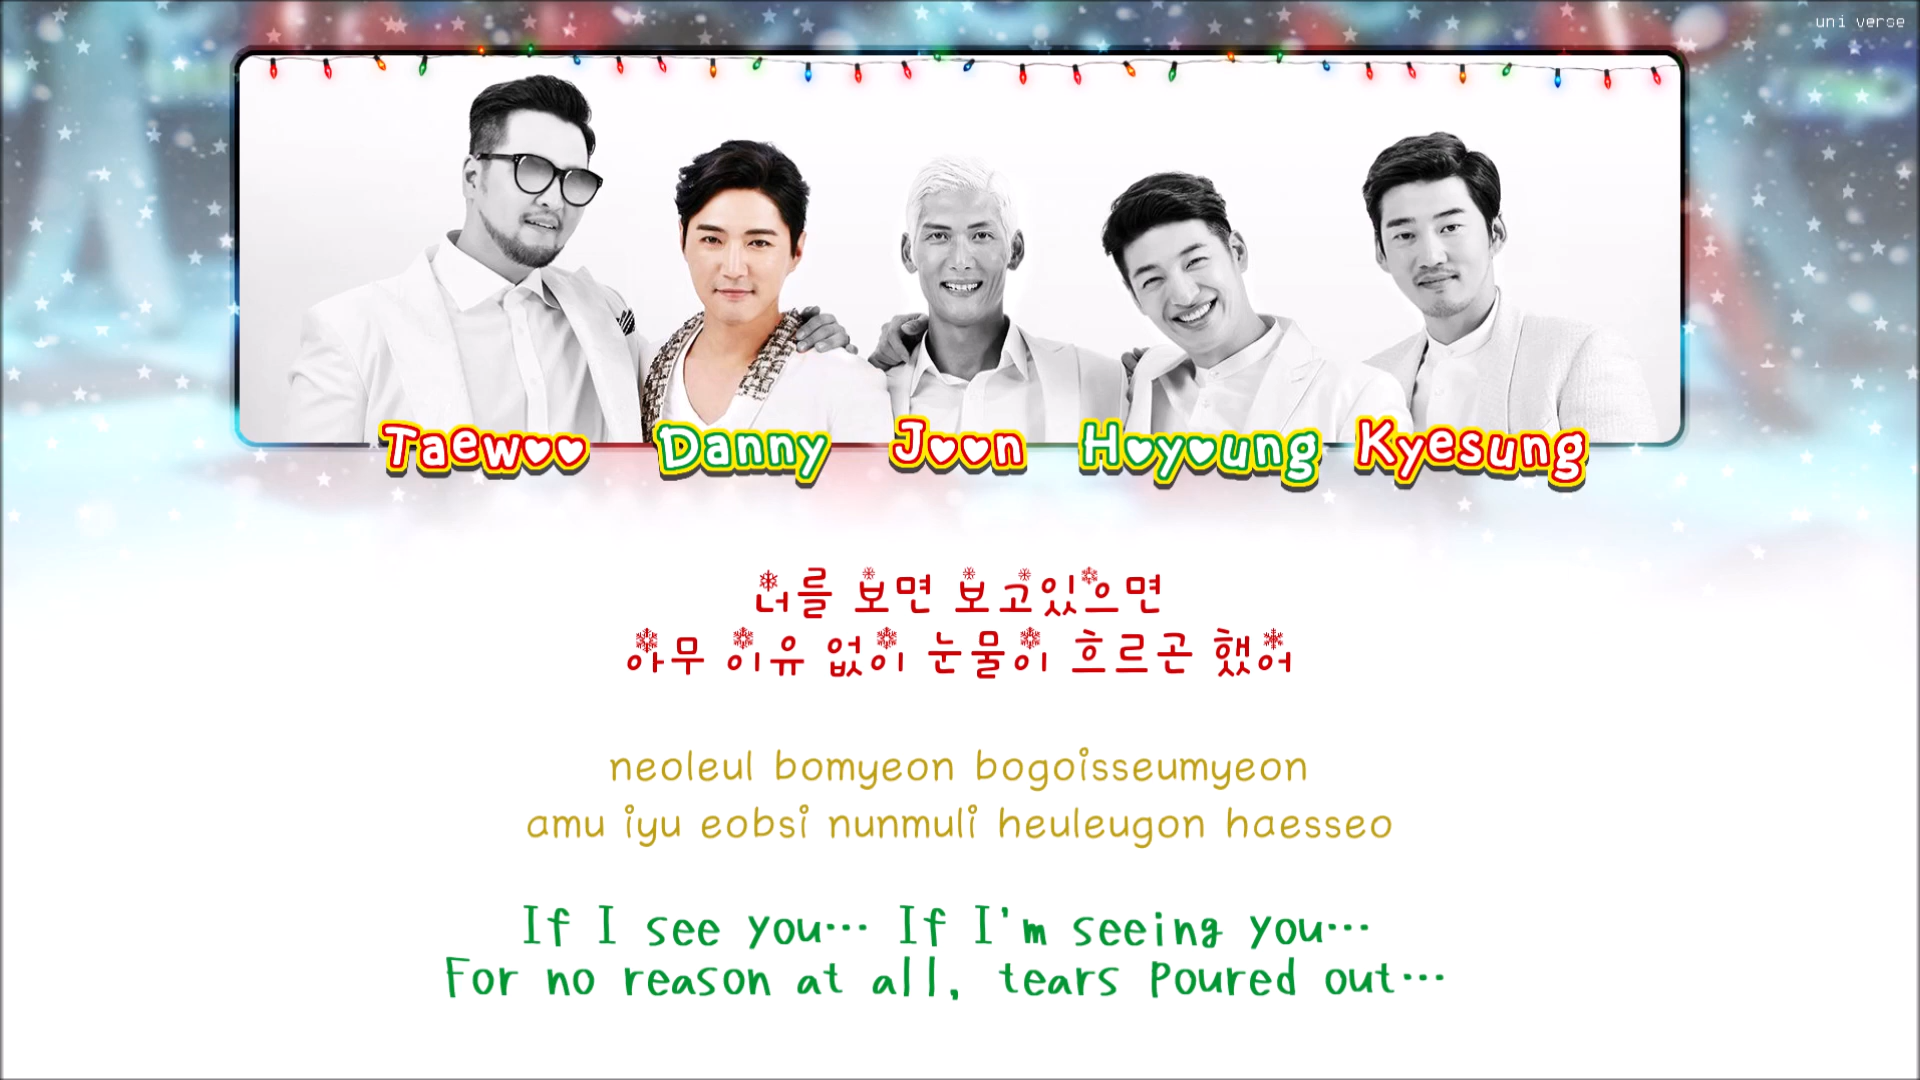 uni verse
Taewoo Danny Joon Hoyoung Kyesung
너를 보면 보고있으면
아무 이유 없이 눈물이 흐르곤 했어
neoleul bomyeon bogoisseumyeon
amu iyu eobsi nunmuli heuleugon haesseo
If I see you... If I'm seeing you...
For no reason at all, tears poured out...